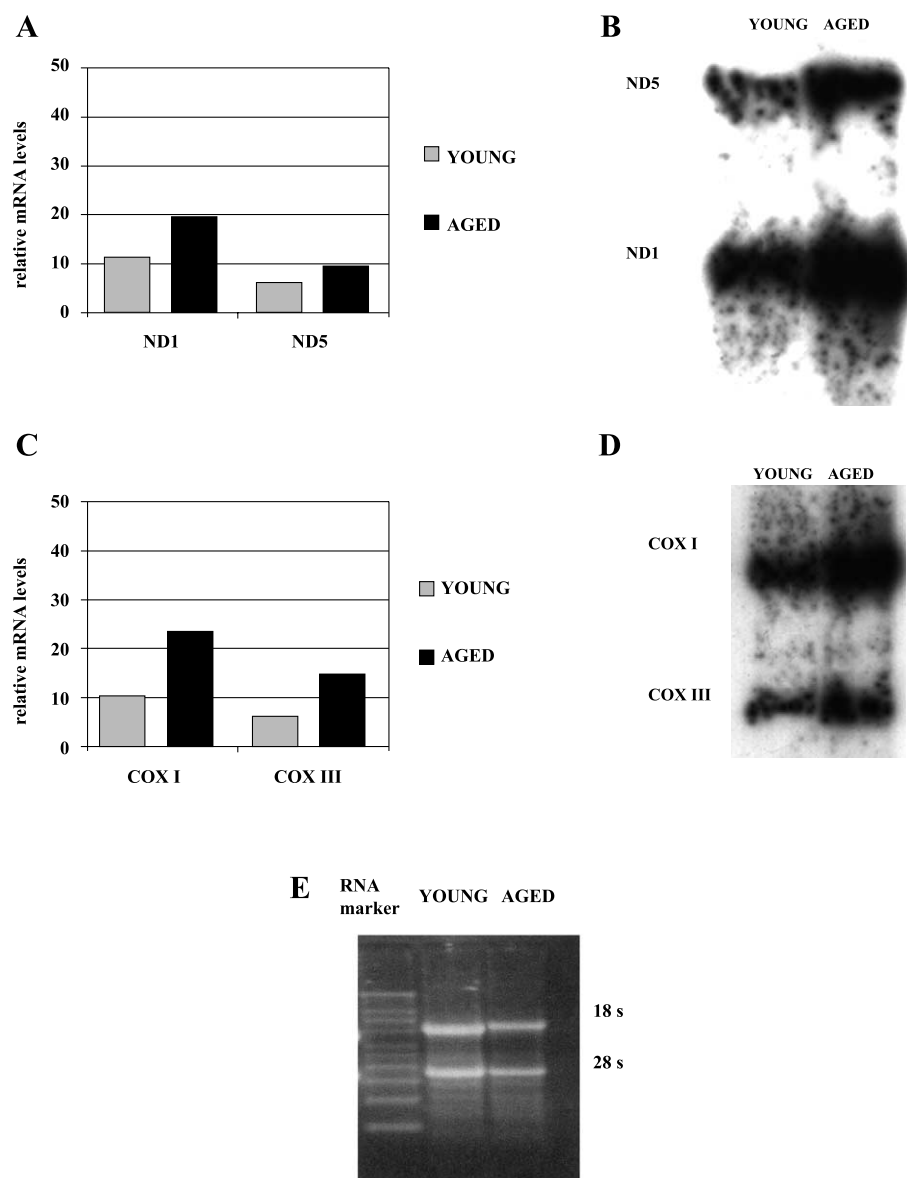 A
50
40
30
20
10
0
relative mRNA levels
ND1 ND5
YOUNG
AGED
B
YOUNG AGED
ND5
ND1
C
50
40
30
20
10
0
relative mRNA levels
COX I COX III
YOUNG
AGED
D
YOUNG AGED
COX I
COX III
E
RNA
marker
YOUNG AGED
18 s
28 s